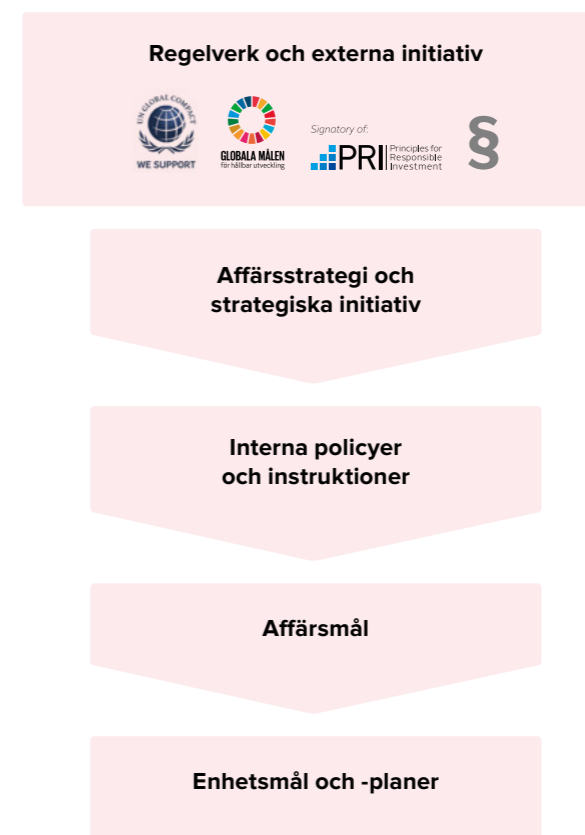 Regelverk och externa initiativ
UN GLOBAL COMPACT
WE SUPPORT
GLOBALA MÅLEN
för hållbar utveckling
Signatory of:
PRI
Principles for
Responsible
Investment
§
Affärsstrategi och
strategiska initiativ
Interna policyer
och instruktioner
Affärsmål
Enhetsmål och -planer